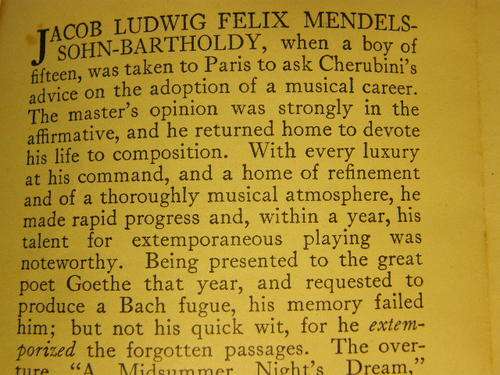 JACOB LUDWIG FELIX MENDELS-
SOHN-BARTHOLDY, when a boy of
fifteen, was taken to Paris to ask Cherubini's
advice on the adoption of a musical career.
The master's opinion was strongly in the
affirmative, and he returned home to devote
his life to composition. With every luxury
at his command, and a home of refinement
and of a thoroughly musical atmosphere, he
made rapid progress and, within a year, his
talent for extemporaneous playing was
noteworthy. Being presented to the great
poet Goethe that year, and requested to
produce a Bach fugue, his memory failed
him; but not his quick wit, for he extem-
porized the forgotten passages. The over-
ture, "A Midsummer Night's Dream,"